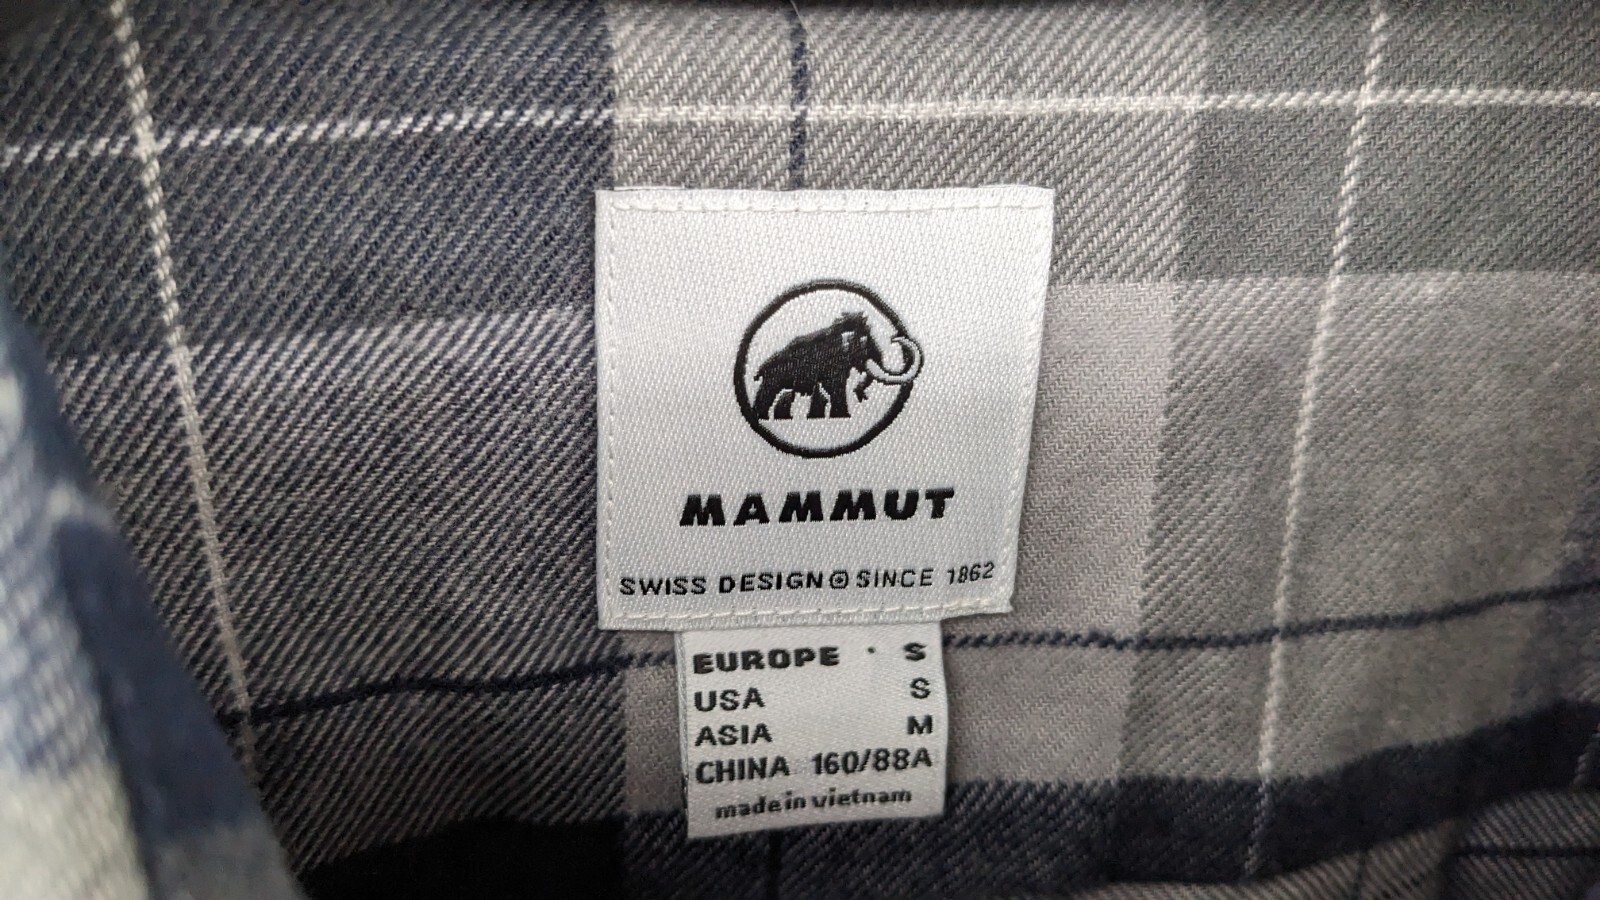 MAMMUT
SWISS DESIGN SINCE 1862
EUROPE · S
USA S
ASIA M
CHINA 160/88A
made in vietnam